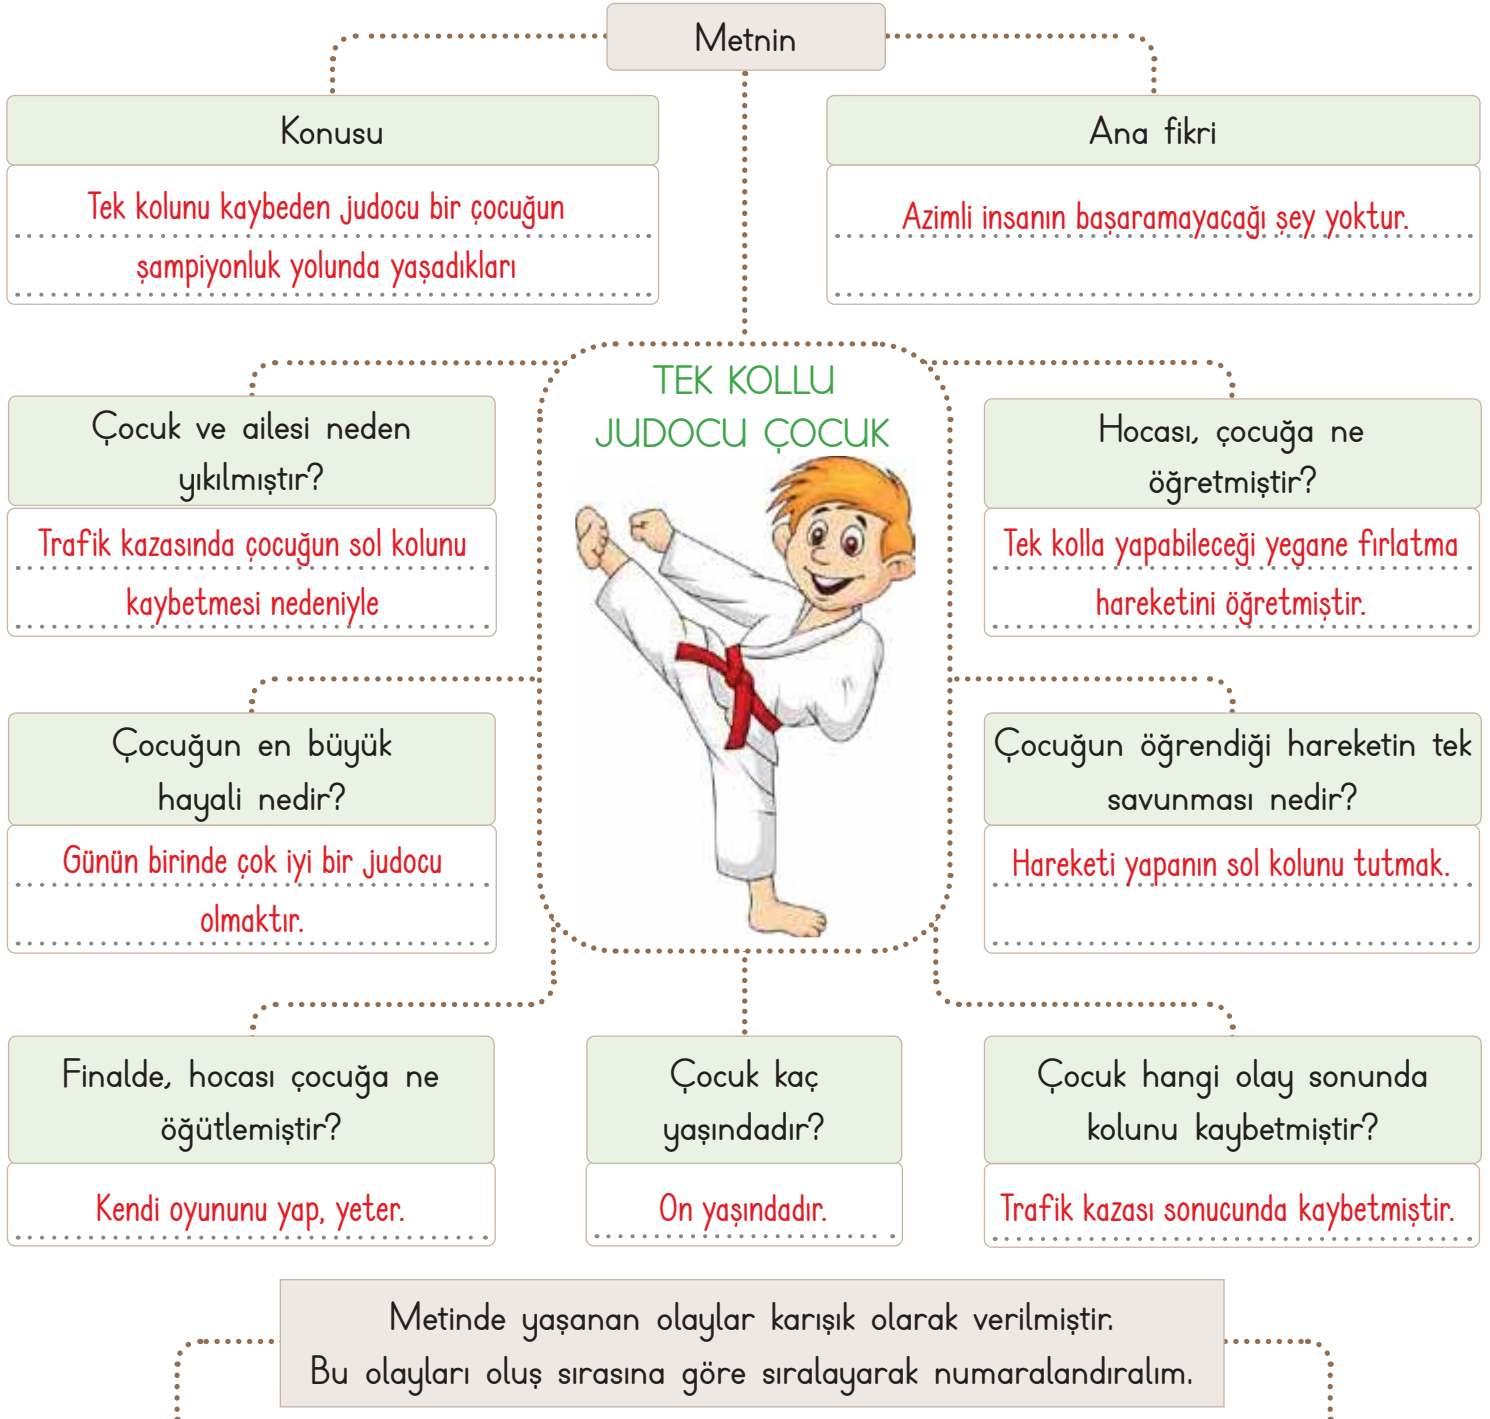 Metnin
Konusu
Tek kolunu kaybeden judocu bir çocuğun
şampiyonluk yolunda yaşadıkları
Ana fikri
Azimli insanın başaramayacağı şey yoktur.
TEK KOLLU
JUDOCU ÇOCUK
Çocuk ve ailesi neden
yıkılmıştır?
Trafik kazasında çocuğun sol kolunu
kaybetmesi nedeniyle
Hocası, çocuğa ne
öğretmiştir?
Tek kolla yapabileceği yegane fırlatma
hareketini öğretmiştir.
Çocuğun en büyük
hayali nedir?
Günün birinde çok iyi bir judocu
olmaktır.
Çocuğun öğrendiği hareketin tek
savunması nedir?
Hareketi yapanın sol kolunu tutmak.
Finalde, hocası çocuğa ne
öğütlemiştir?
Kendi oyununu yap, yeter.
Çocuk kaç
yaşındadır?
On yaşındadır.
Çocuk hangi olay sonunda
kolunu kaybetmiştir?
Trafik kazası sonucunda kaybetmiştir.
Metinde yaşanan olaylar karışık olarak verilmiştir.
Bu olayları oluş sırasına göre sıralayarak numaralandıralım.